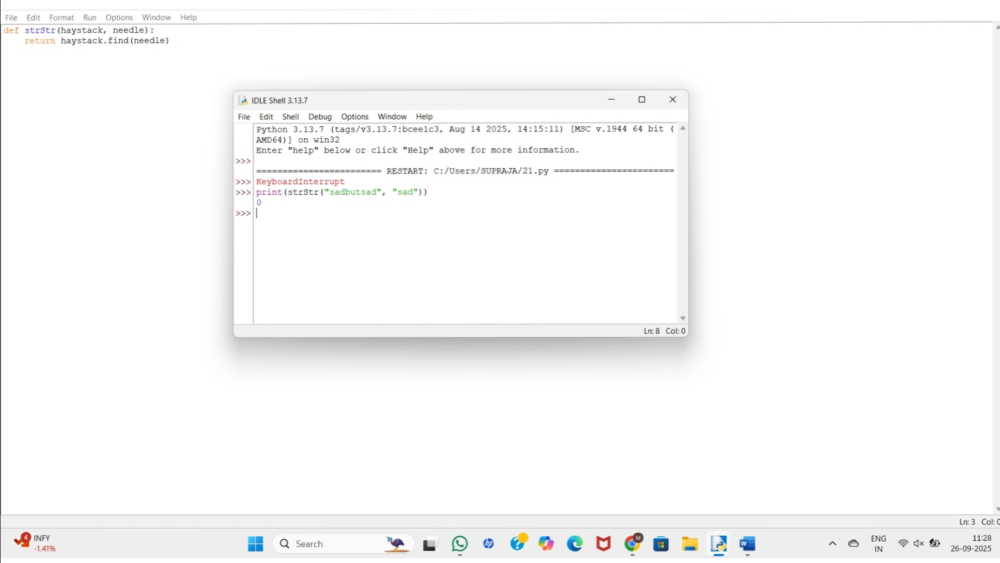 File Edit Format Run Options Window Help
def strStr(haystack, needle):
    return haystack.find(needle)
IDLE Shell 3.13.7
File Edit Shell Debug Options Window Help
Python 3.13.7 (tags/v3.13.7:bcee1c3, Aug 14 2025, 14:15:11) [MSC v.1944 64 bit (
AMD64)] on win32
Enter "help" below or click "Help" above for more information.
>>>
======================== RESTART: C:/Users/SUPRAJA/21.py =======================
>>> KeyboardInterrupt
>>> print(strStr("sadbutsad", "sad"))
0
>>>
Ln: 8 Col: 0
Ln: 3 Col: 0
4 INFY
-1.41%
Search
hp
M
W
ENG
IN
11:28
26-09-2025